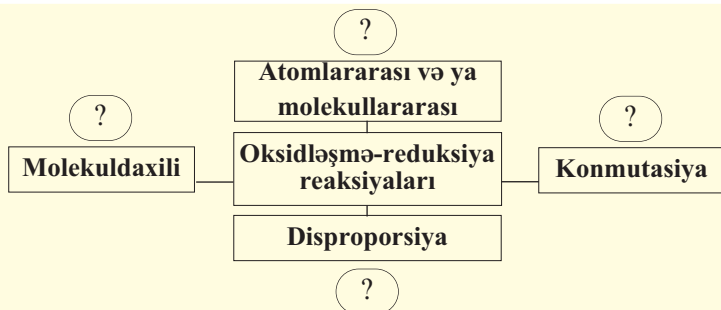 ?
Atomlararası və ya
molekullararası
?
Molekuldaxili
Oksidləşmə-reduksiya
reaksiyaları
?
Konmutasiya
Disproporsiya
?